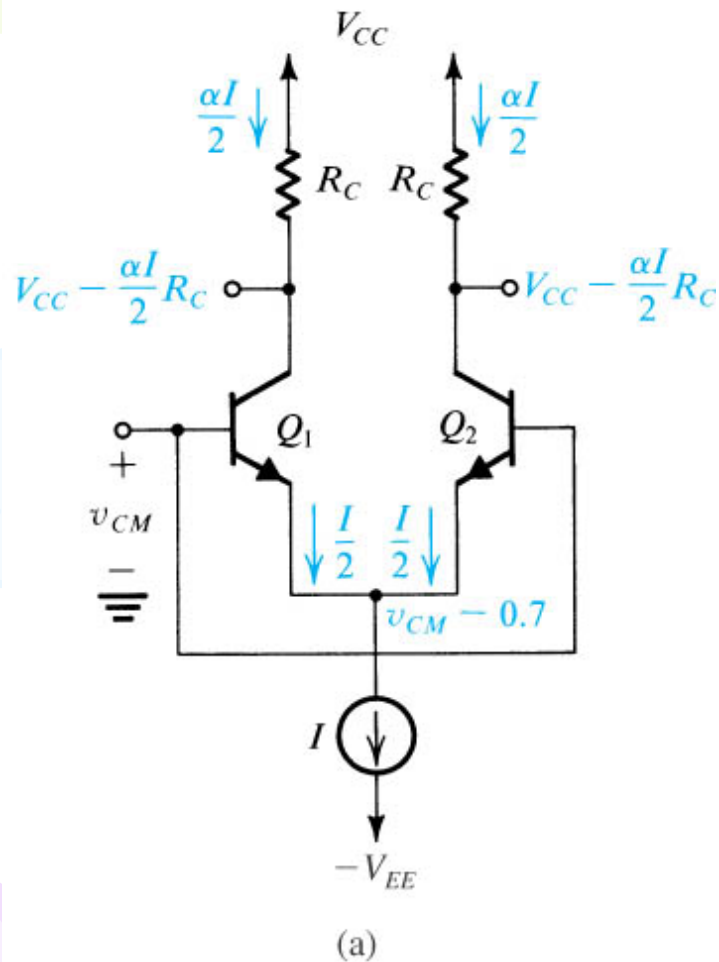 V_CC
αI/2 αI/2
R_C R_C
V_CC − αI/2 R_C V_CC − αI/2 R_C
Q_1 Q_2
+
v_CM
−
I/2 I/2
v_CM − 0.7
I
−V_EE
(a)